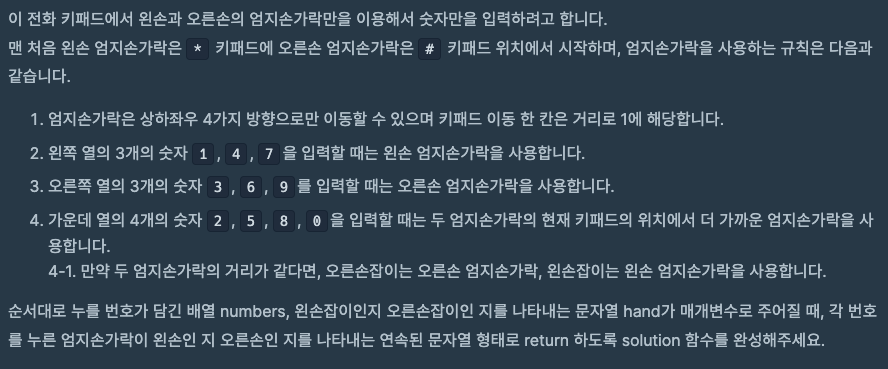 이 전화 키패드에서 왼손과 오른손의 엄지손가락만을 이용해서 숫자만을 입력하려고 합니다.
맨 처음 왼손 엄지손가락은 * 키패드에 오른손 엄지손가락은 # 키패드 위치에서 시작하며, 엄지손가락을 사용하는 규칙은 다음과
같습니다.
1. 엄지손가락은 상하좌우 4가지 방향으로만 이동할 수 있으며 키패드 이동 한 칸은 거리로 1에 해당합니다.
2. 왼쪽 열의 3개의 숫자 1, 4, 7을 입력할 때는 왼손 엄지손가락을 사용합니다.
3. 오른쪽 열의 3개의 숫자 3, 6, 9를 입력할 때는 오른손 엄지손가락을 사용합니다.
4. 가운데 열의 4개의 숫자 2, 5, 8, 0을 입력할 때는 두 엄지손가락의 현재 키패드의 위치에서 더 가까운 엄지손가락을 사
용합니다.
4-1. 만약 두 엄지손가락의 거리가 같다면, 오른손잡이는 오른손 엄지손가락, 왼손잡이는 왼손 엄지손가락을 사용합니다.
순서대로 누를 번호가 담긴 배열 numbers, 왼손잡이인지 오른손잡이인 지를 나타내는 문자열 hand가 매개변수로 주어질 때, 각 번호
를 누른 엄지손가락이 왼손인 지 오른손인 지를 나타내는 연속된 문자열 형태로 return 하도록 solution 함수를 완성해주세요.